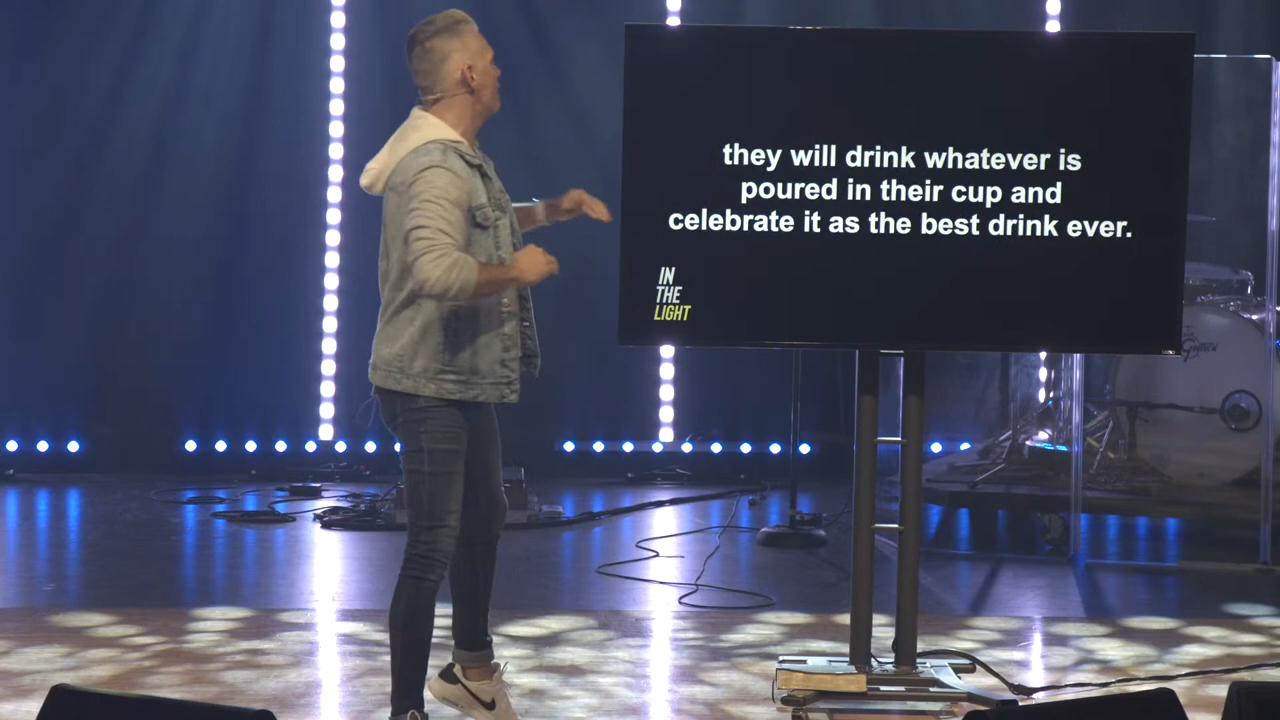 they will drink whatever is
poured in their cup and
celebrate it as the best drink ever.
IN
THE
LIGHT